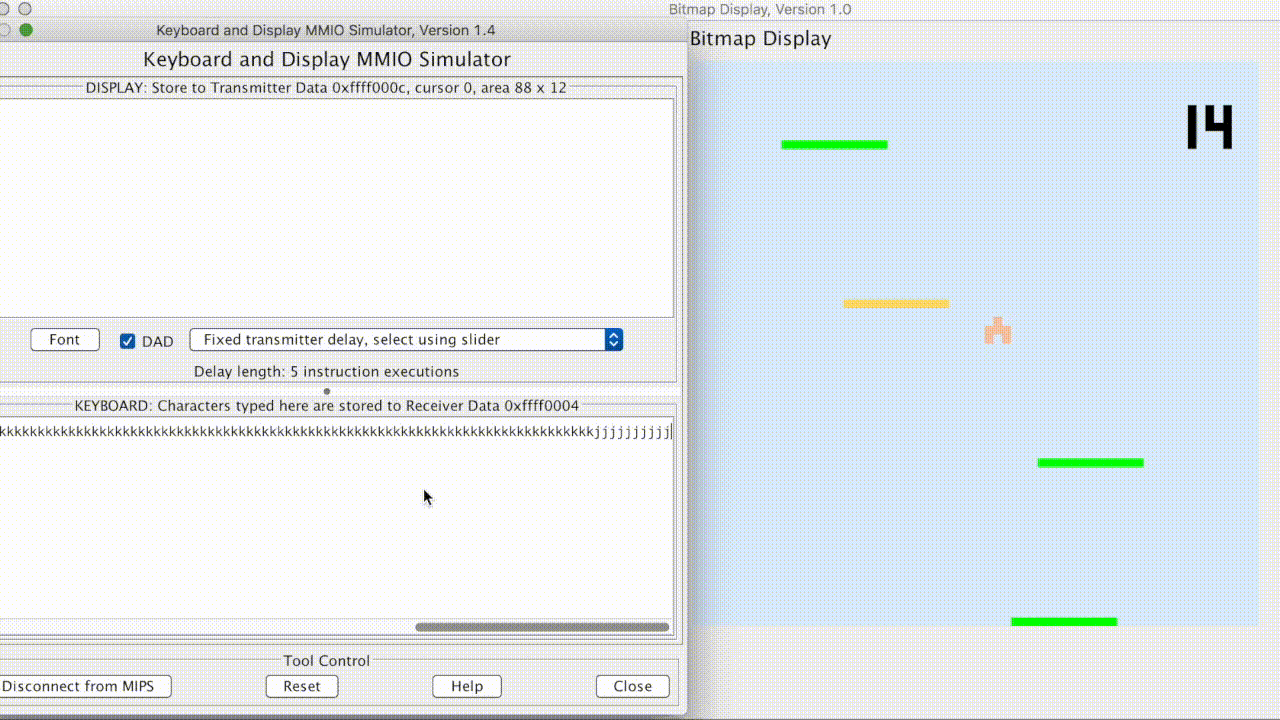 Bitmap Display, Version 1.0
Keyboard and Display MMIO Simulator, Version 1.4
Bitmap Display
Keyboard and Display MMIO Simulator
DISPLAY: Store to Transmitter Data 0xffff000c, cursor 0, area 88 x 12
14
Font
DAD
Fixed transmitter delay, select using slider
Delay length: 5 instruction executions
KEYBOARD: Characters typed here are stored to Receiver Data 0xffff0004
kkkkkkkkkkkkkkkkkkkkkkkkkkkkkkkkkkkkkkkkkkkkkkkkkkkkkkkkkkkkkkkkkkkkkkkkkkkkkjjjjjjjjjj
Tool Control
Disconnect from MIPS
Reset
Help
Close